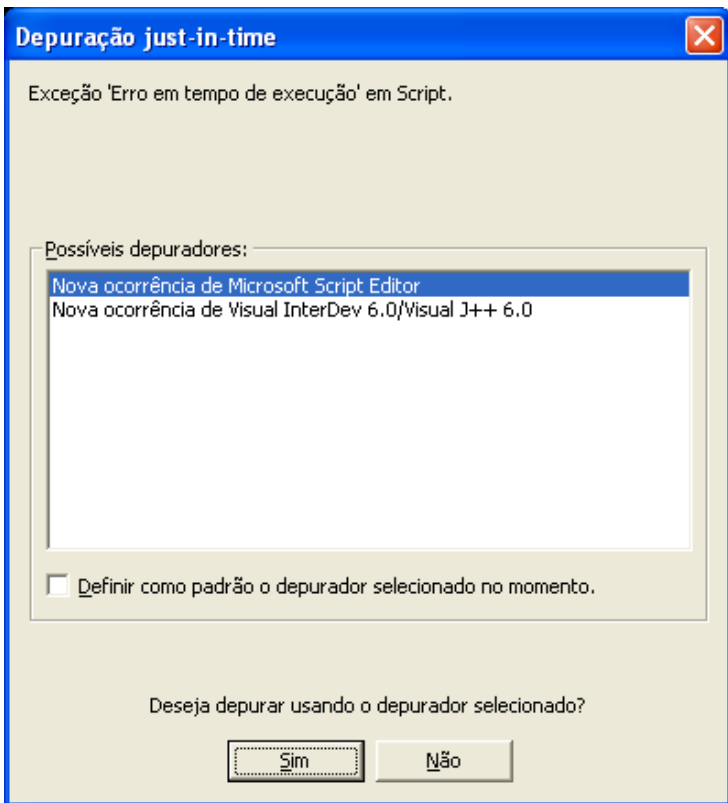 Depuração just-in-time
Exceção 'Erro em tempo de execução' em Script.
Possíveis depuradores:
Nova ocorrência de Microsoft Script Editor
Nova ocorrência de Visual InterDev 6.0/Visual J++ 6.0
Definir como padrão o depurador selecionado no momento.
Deseja depurar usando o depurador selecionado?
Sim Não